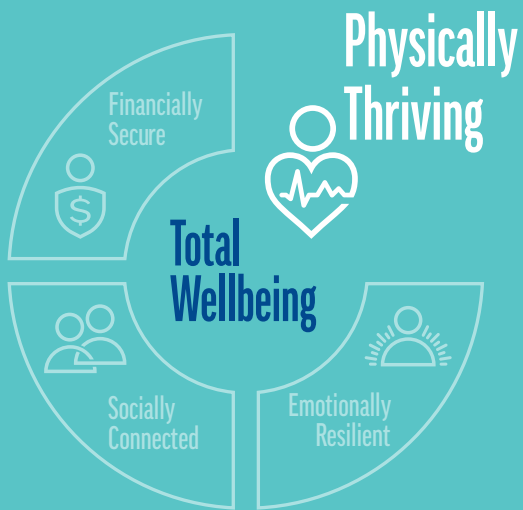 Physically
Thriving
Financially
Secure
$
Total
Wellbeing
Socially
Connected
Emotionally
Resilient